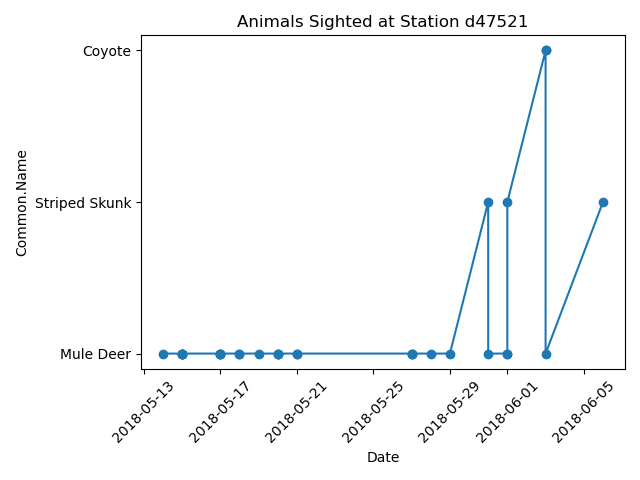 Animals Sighted at Station d47521
Coyote
Striped Skunk
Mule Deer
Common.Name
2018-05-13
2018-05-17
2018-05-21
2018-05-25
2018-05-29
2018-06-01
2018-06-05
Date